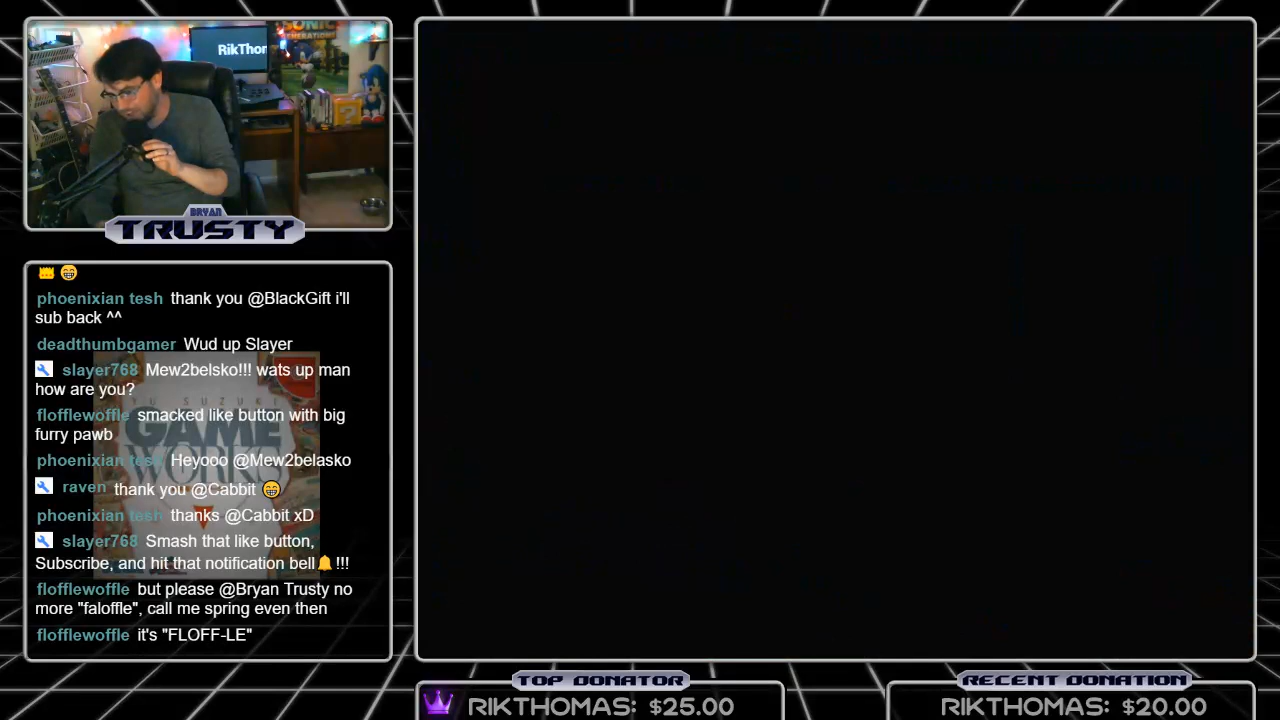 RikThor
SONIC
GENERATIONS
BRYAN
TRUSTY
phoenixian tesh thank you @BlackGift i'll
sub back ^^
deadthumbgamer Wud up Slayer
slayer768 Mew2belsko!!! wats up man
how are you?
flofflewoffle smacked like button with big
furry pawb
phoenixian tesh Heyooo @Mew2belasko
raven thank you @Cabbit 😁
phoenixian tesh thanks @Cabbit xD
slayer768 Smash that like button,
Subscribe, and hit that notification bell🔔!!!
flofflewoffle but please @Bryan Trusty no
more "faloffle", call me spring even then
flofflewoffle it's "FLOFF-LE"
YU SUZUKI
GAME
WORKS
TOP DONATOR
RIKTHOMAS: $25.00
RECENT DONATION
RIKTHOMAS: $20.00